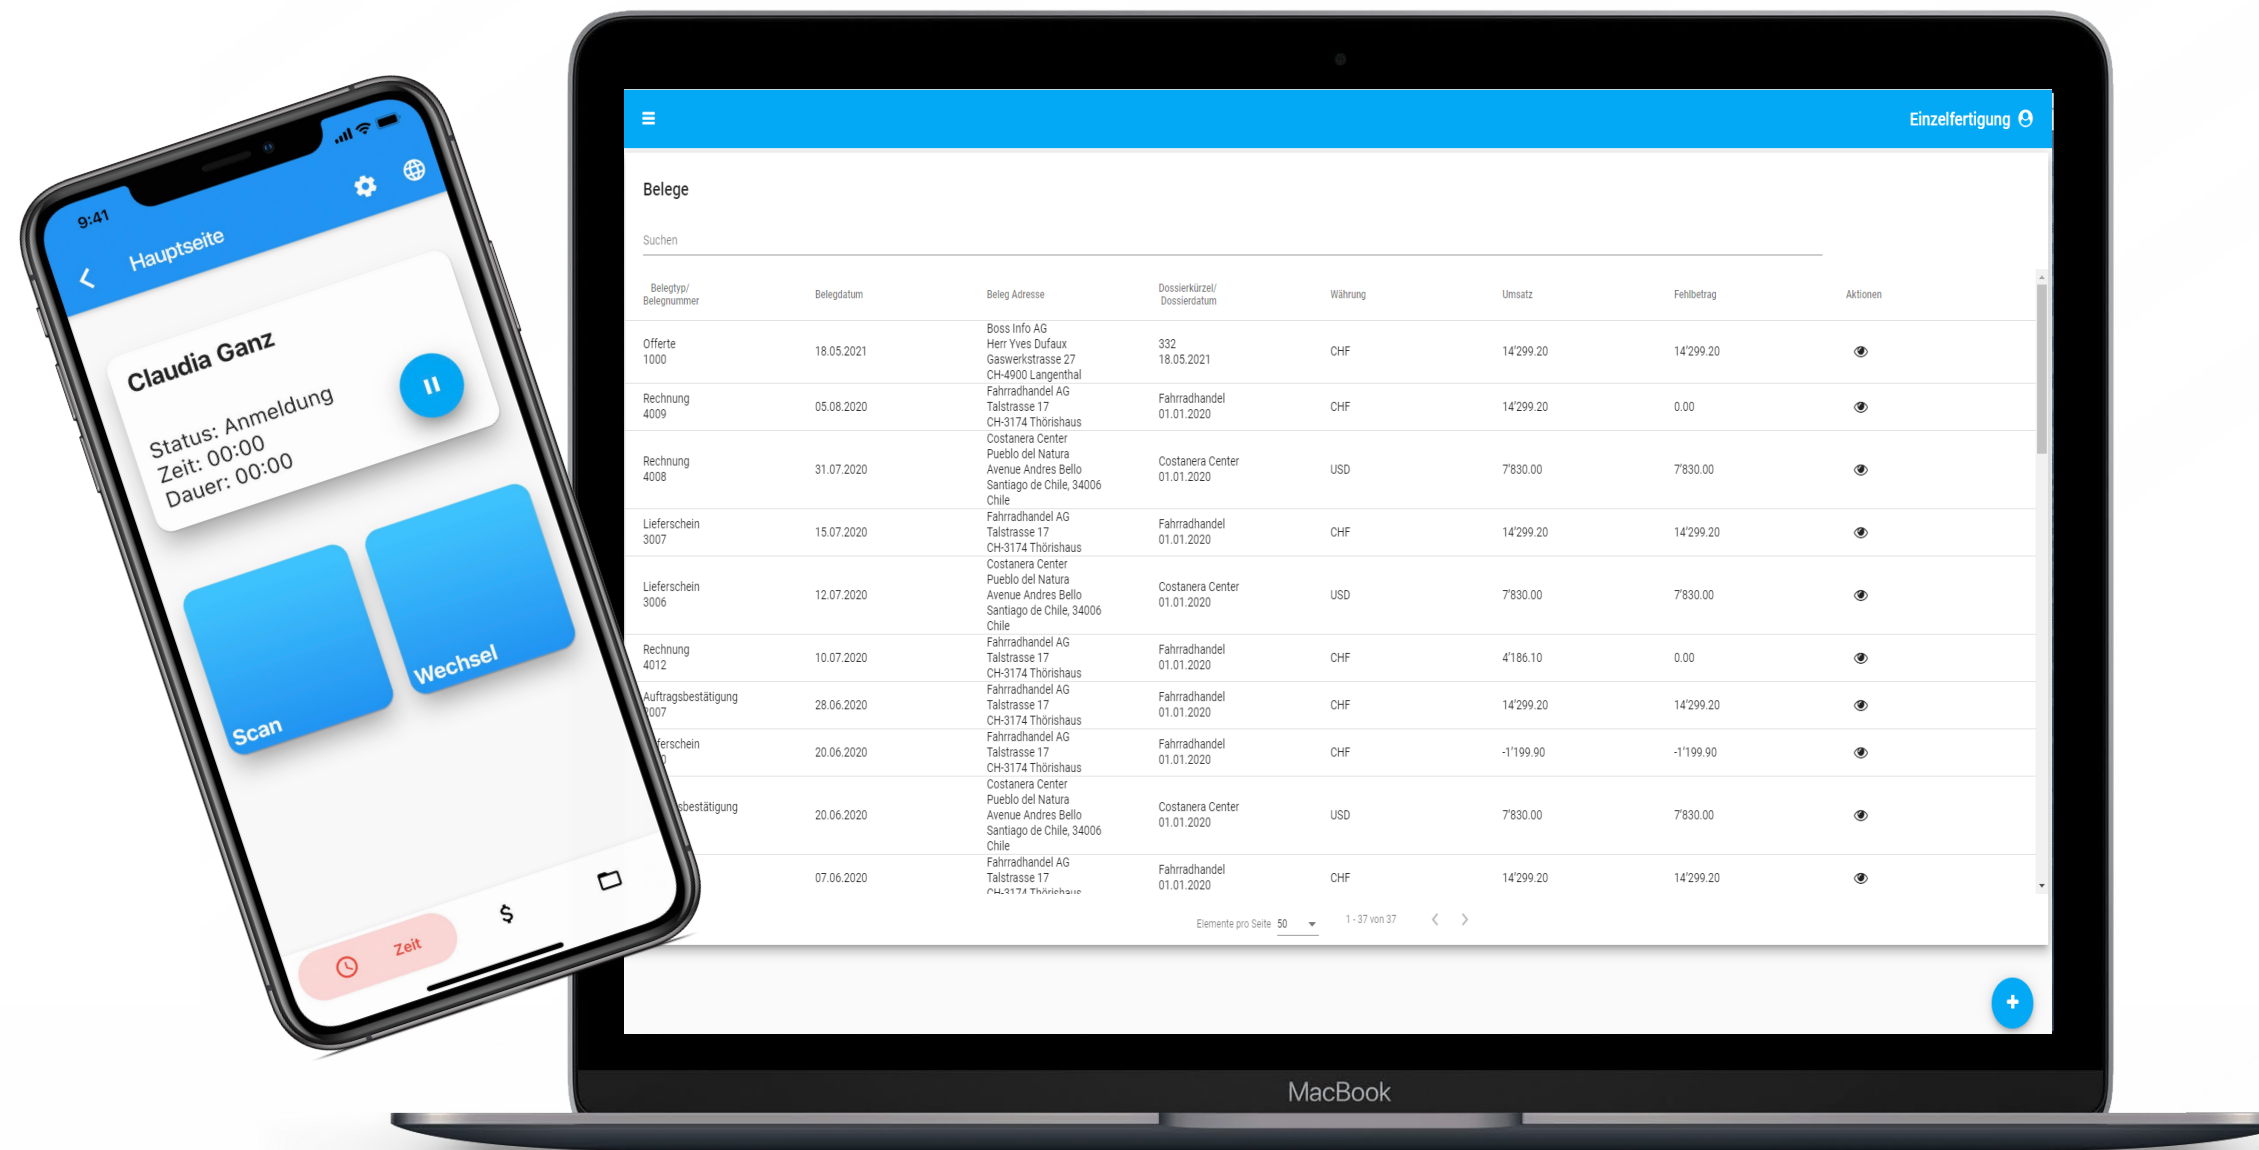 9:41
Hauptseite
Claudia Ganz
Status: Anmeldung
Zeit: 00:00
Dauer: 00:00
Scan
Wechsel
Zeit
Einzelfertigung
Belege
Suchen
Belegtyp/ Belegnummer Belegdatum Beleg Adresse Dossierkürzel/ Dossierdatum Währung Umsatz Fehlbetrag Aktionen
Boss Info AG
Offerte Herr Yves Dufaux 332
18.05.2021 CHF 14'299.20 14'299.20
1000 Gaswerkstrasse 27 18.05.2021
CH-4900 Langenthal
Fahrradhandel AG
Rechnung Fahrradhandel
05.08.2020 Talstrasse 17 CHF 14'299.20 0.00
4009 01.01.2020
CH-3174 Thörishaus
Costanera Center
Pueblo del Natura
Rechnung Costanera Center
31.07.2020 Avenue Andres Bello USD 7'830.00 7'830.00
4008 01.01.2020
Santiago de Chile, 34006
Chile
Fahrradhandel AG
Lieferschein Fahrradhandel
15.07.2020 Talstrasse 17 CHF 14'299.20 14'299.20
3007 01.01.2020
CH-3174 Thörishaus
Costanera Center
Pueblo del Natura
Lieferschein Costanera Center
12.07.2020 Avenue Andres Bello USD 7'830.00 7'830.00
3006 01.01.2020
Santiago de Chile, 34006
Chile
Fahrradhandel AG
Rechnung Fahrradhandel
10.07.2020 Talstrasse 17 CHF 4'186.10 0.00
4012 01.01.2020
CH-3174 Thörishaus
Fahrradhandel AG
Auftragsbestätigung Fahrradhandel
28.06.2020 Talstrasse 17 CHF 14'299.20 14'299.20
007 01.01.2020
CH-3174 Thörishaus
Fahrradhandel AG
ferschein Fahrradhandel
20.06.2020 Talstrasse 17 CHF -1'199.90 -1'199.90
01.01.2020
CH-3174 Thörishaus
Costanera Center
Pueblo del Natura
sbestätigung Costanera Center
20.06.2020 Avenue Andres Bello USD 7'830.00 7'830.00
01.01.2020
Santiago de Chile, 34006
Chile
Fahrradhandel AG
Fahrradhandel
07.06.2020 Talstrasse 17 CHF 14'299.20 14'299.20
01.01.2020
CH-3174 Thörishaus
Elemente pro Seite 50 1 - 37 von 37
MacBook